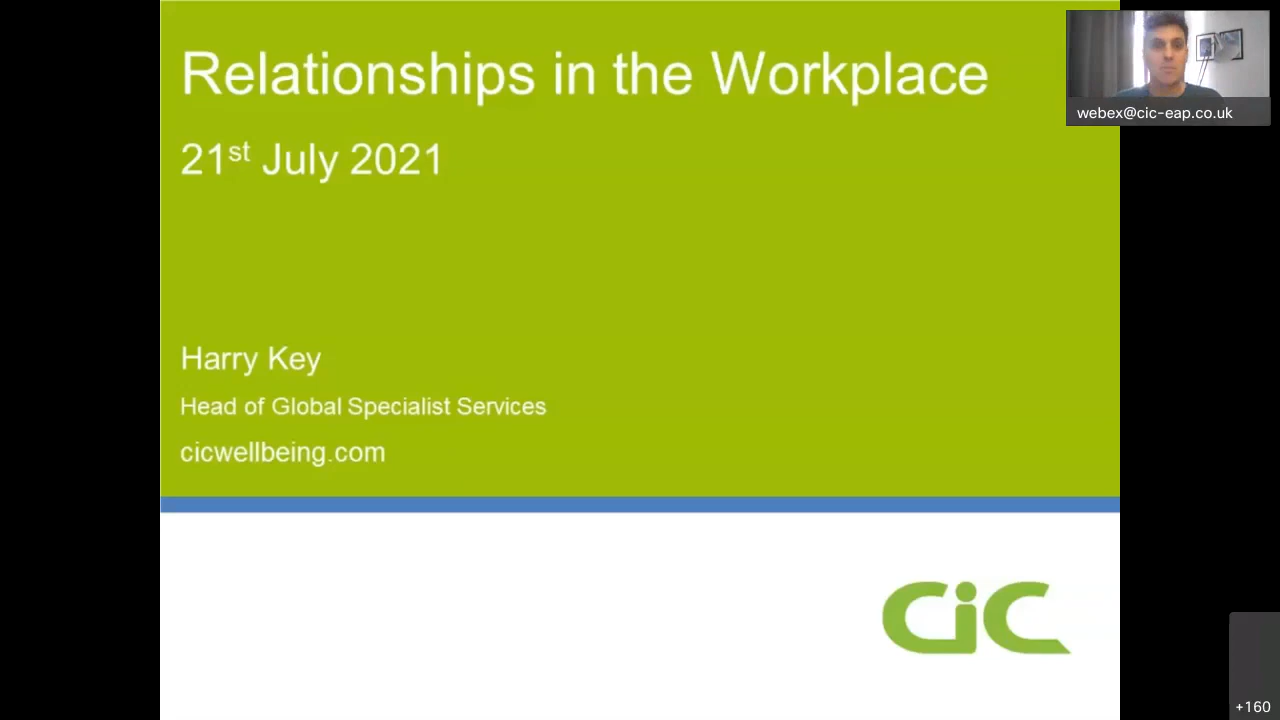 Relationships in the Workplace
21st July 2021
Harry Key
Head of Global Specialist Services
cicwellbeing.com
CiC
webex@cic-eap.co.uk
+160